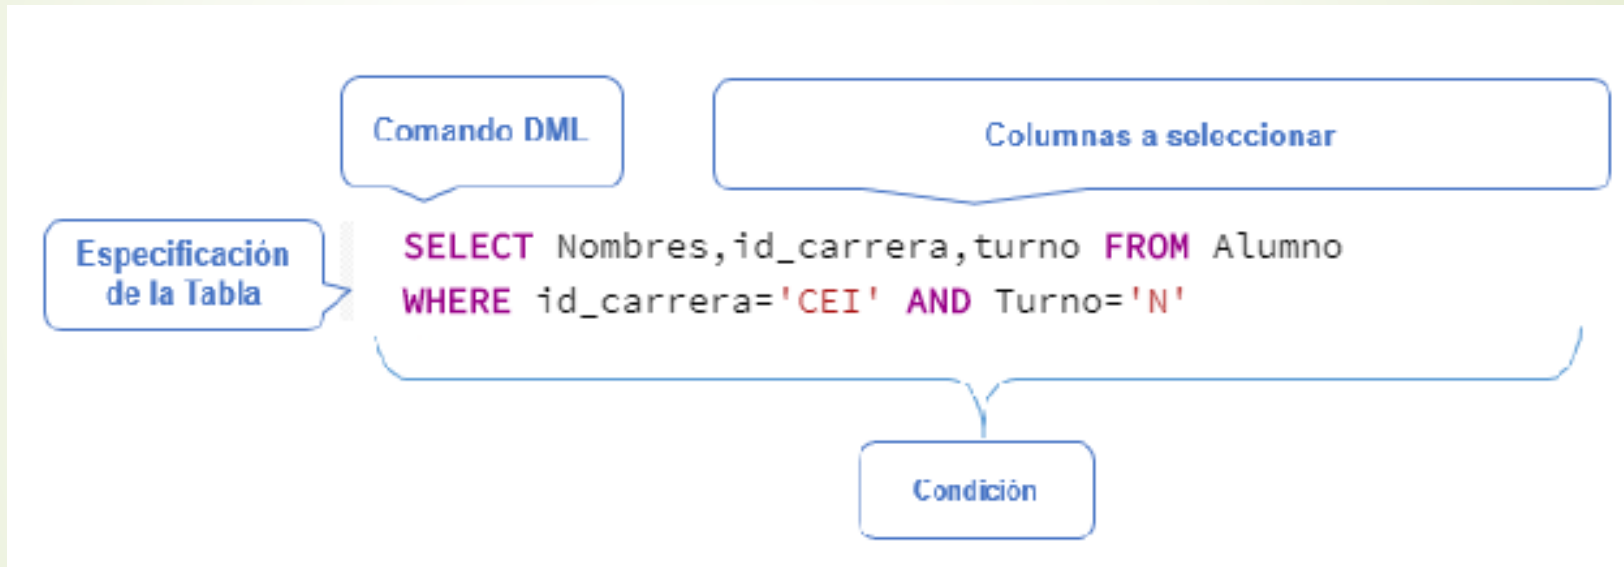 Comando DML
Columnas a seleccionar
Especificación
de la Tabla
SELECT Nombres,id_carrera,turno FROM Alumno
WHERE id_carrera='CEI' AND Turno='N'
Condición